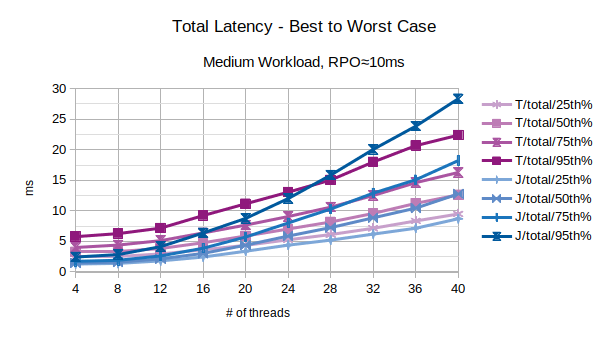 Total Latency - Best to Worst Case
Medium Workload, RPO≈10ms
30
25
20
15
10
5
0
ms
4 8 12 16 20 24 28 32 36 40
# of threads
T/total/25th%
T/total/50th%
T/total/75th%
T/total/95th%
J/total/25th%
J/total/50th%
J/total/75th%
J/total/95th%